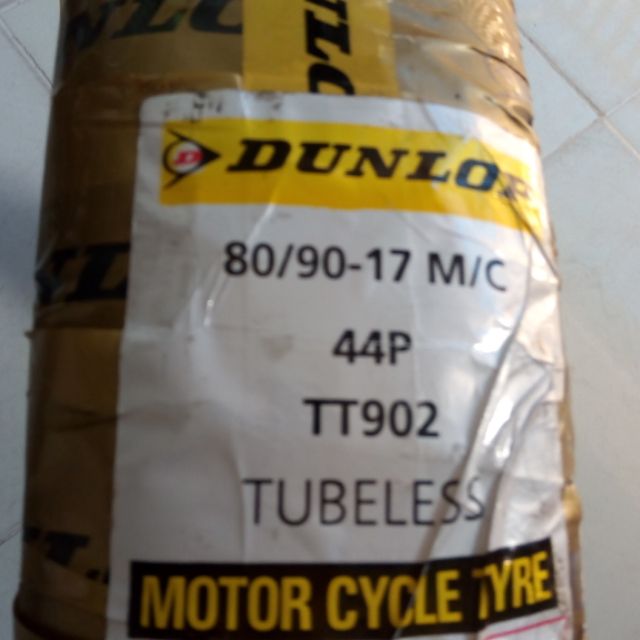 DUNLOP
80/90-17 M/C
44P
TT902
TUBELESS
MOTOR CYCLE TYRE